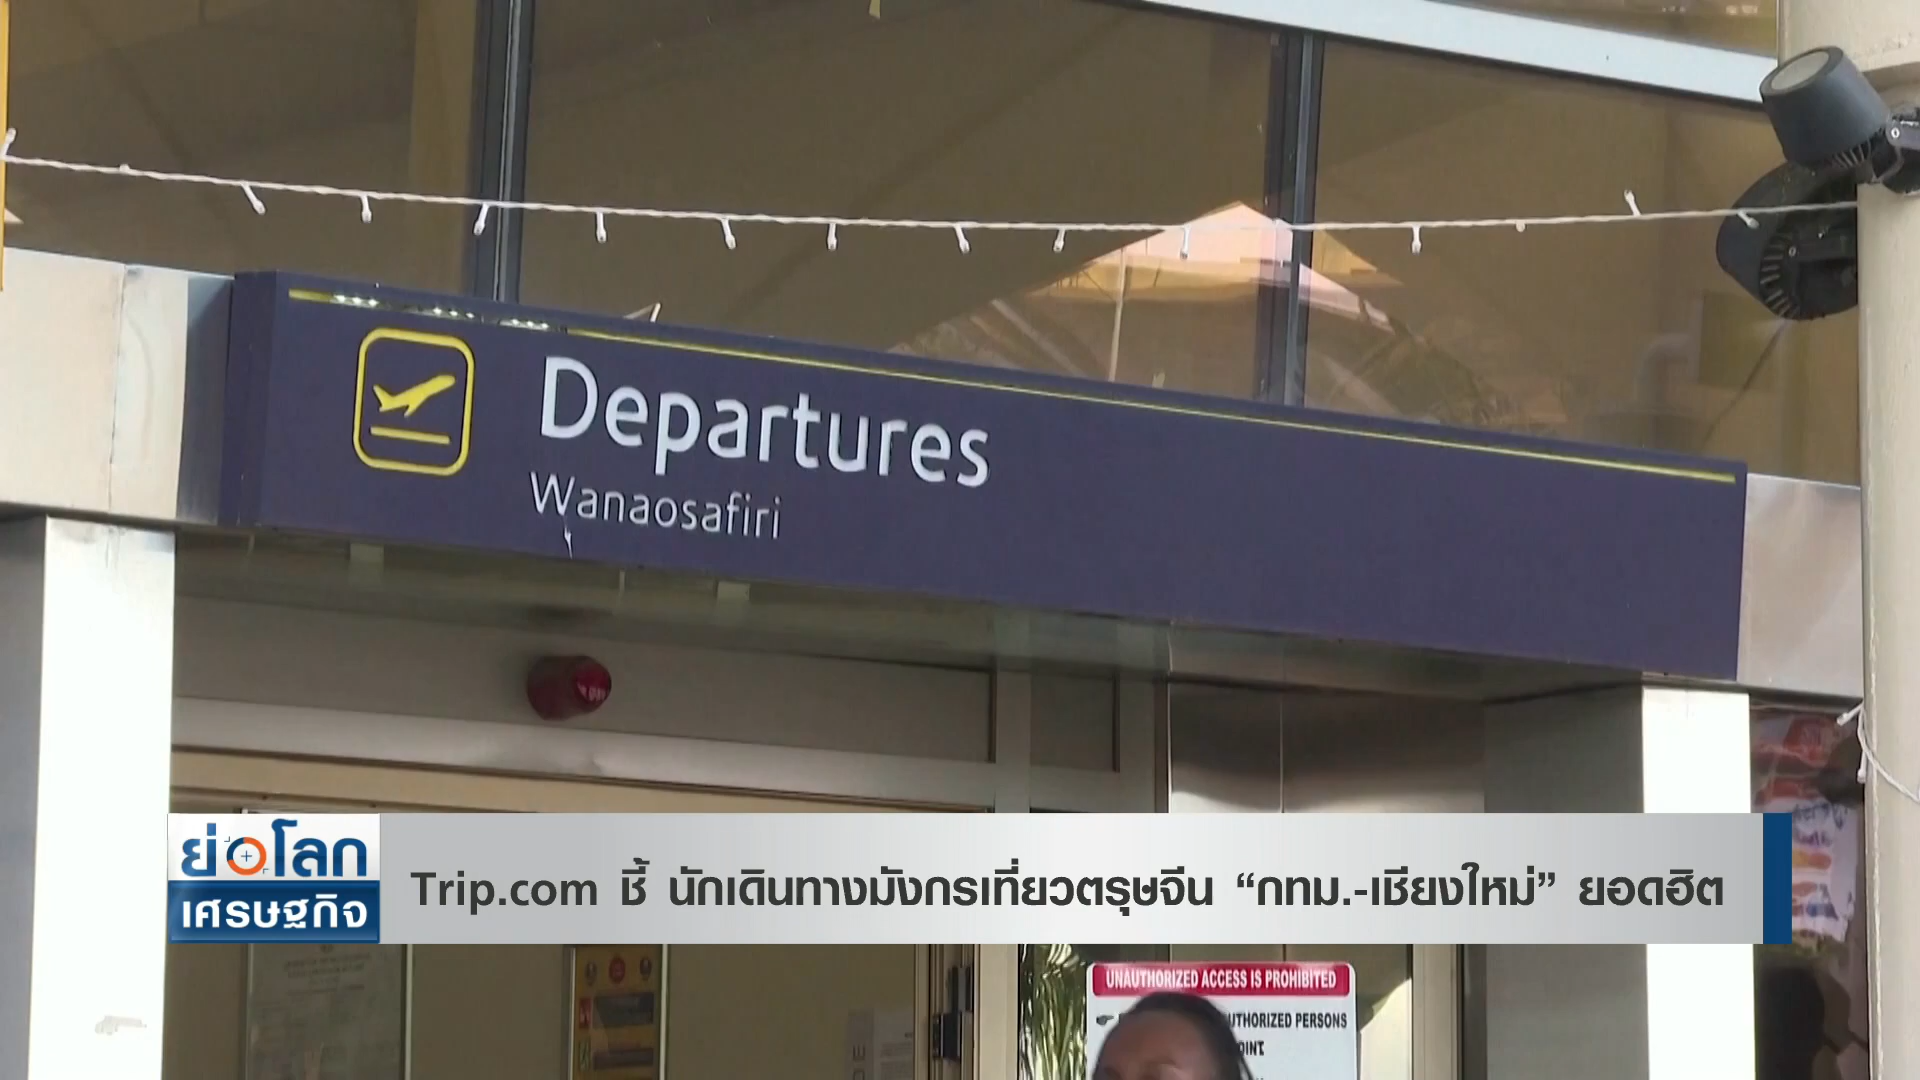 Departures
Wanaosafiri
ย่อโลก
เศรษฐกิจ
Trip.com ชี้ นักเดินทางมังกรเที่ยวตรุษจีน “กทม.-เชียงใหม่” ยอดฮิต
UNAUTHORIZED ACCESS IS PROHIBITED
PERSONS